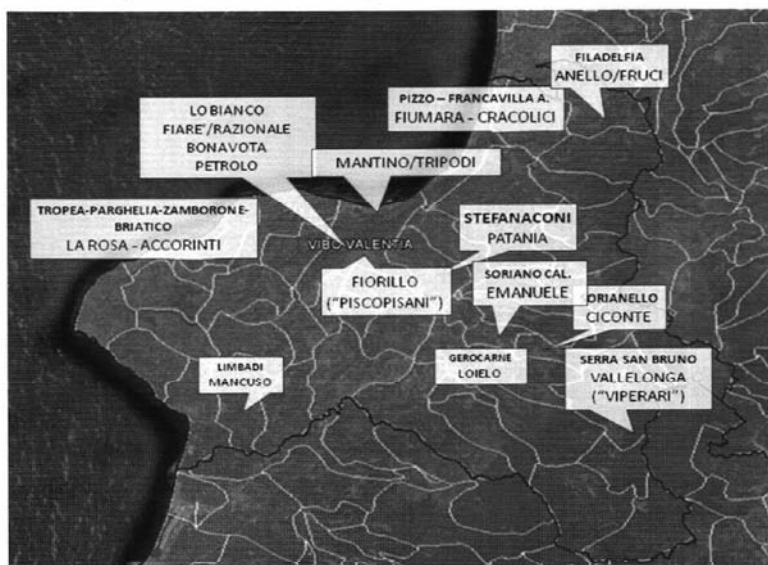 FILADELFIA
ANELLO/FRUCI
PIZZO – FRANCAVILLA A.
FIUMARA - CRACOLICI
LO BIANCO
FIARE'/RAZIONALE
BONAVOTA
PETROLO
MANTINO/TRIPODI
TROPEA-PARGHELIA-ZAMBORONE-
BRIATICO
LA ROSA - ACCORINTI
VIBO VALENTIA
STEFANACONI
PATANIA
FIORILLO
("PISCOPISANI")
SORIANO CAL.
EMANUELE
ORIANELLO
CICONTE
LIMBADI
MANCUSO
GEROCARNE
LOIELO
SERRA SAN BRUNO
VALLELONGA
("VIPERARI")